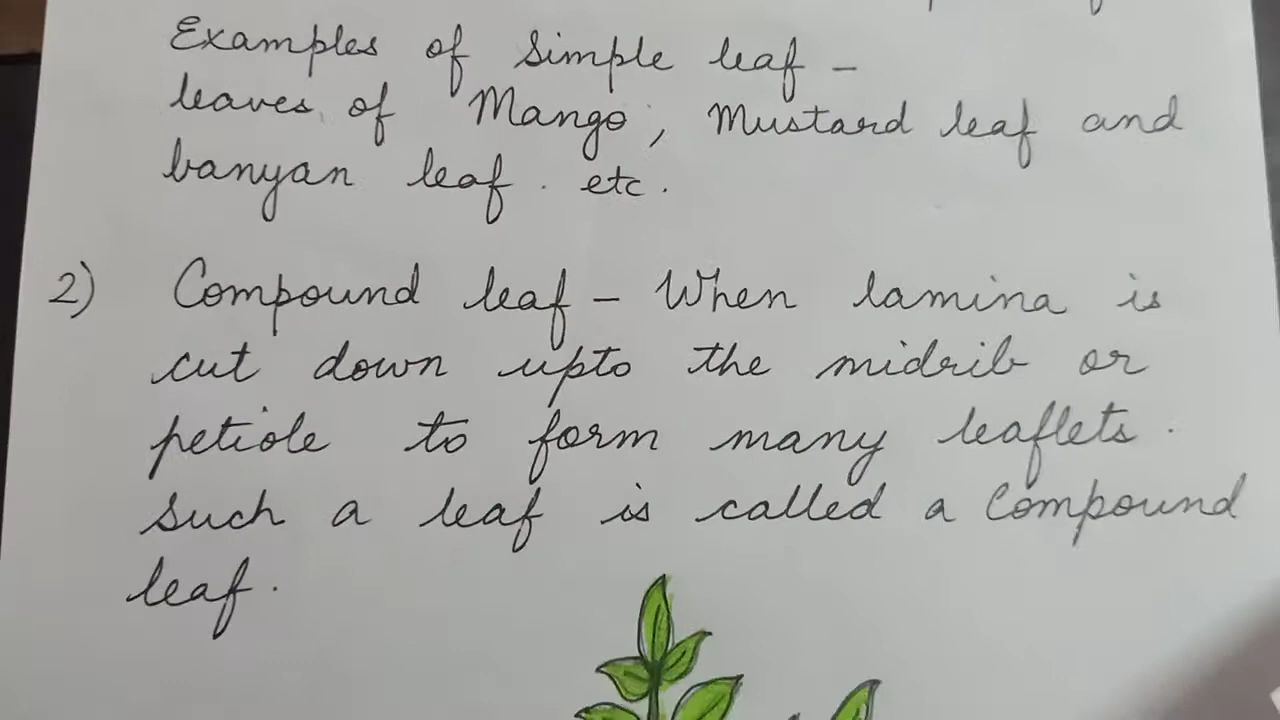 Examples of Simple leaf -
leaves of Mango, Mustard leaf and
banyan leaf. etc.
2) Compound leaf - When lamina is
cut down upto the midrib or
petiole to form many leaflets.
Such a leaf is called a Compound
leaf.